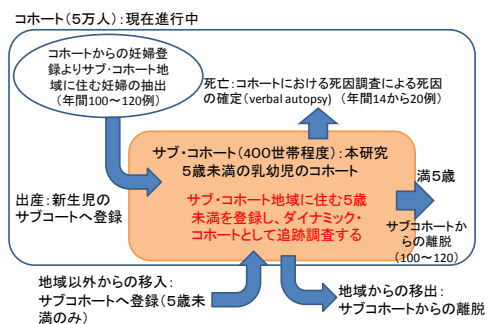 コホート（５万人）：現在進行中
コホートからの妊婦登
録よりサブ・コホート地
域に住む妊婦の抽出
（年間100～120例）
死亡：コホートにおける死因調査による死因
の確定（verbal autopsy) （年間14から20例）
サブ・コホート（４００世帯程度）：本研究
５歳未満の乳幼児のコホート
サブ・コホート地域に住む５歳
未満を登録し、ダイナミック・
コホートとして追跡調査する
満５歳
出産：新生児の
サブコートへ登録
サブコホートか
らの離脱
（100～120）
地域以外からの移入：
サブコホートへ登録（５歳未
満のみ）
地域からの移出：
サブコホートからの離脱